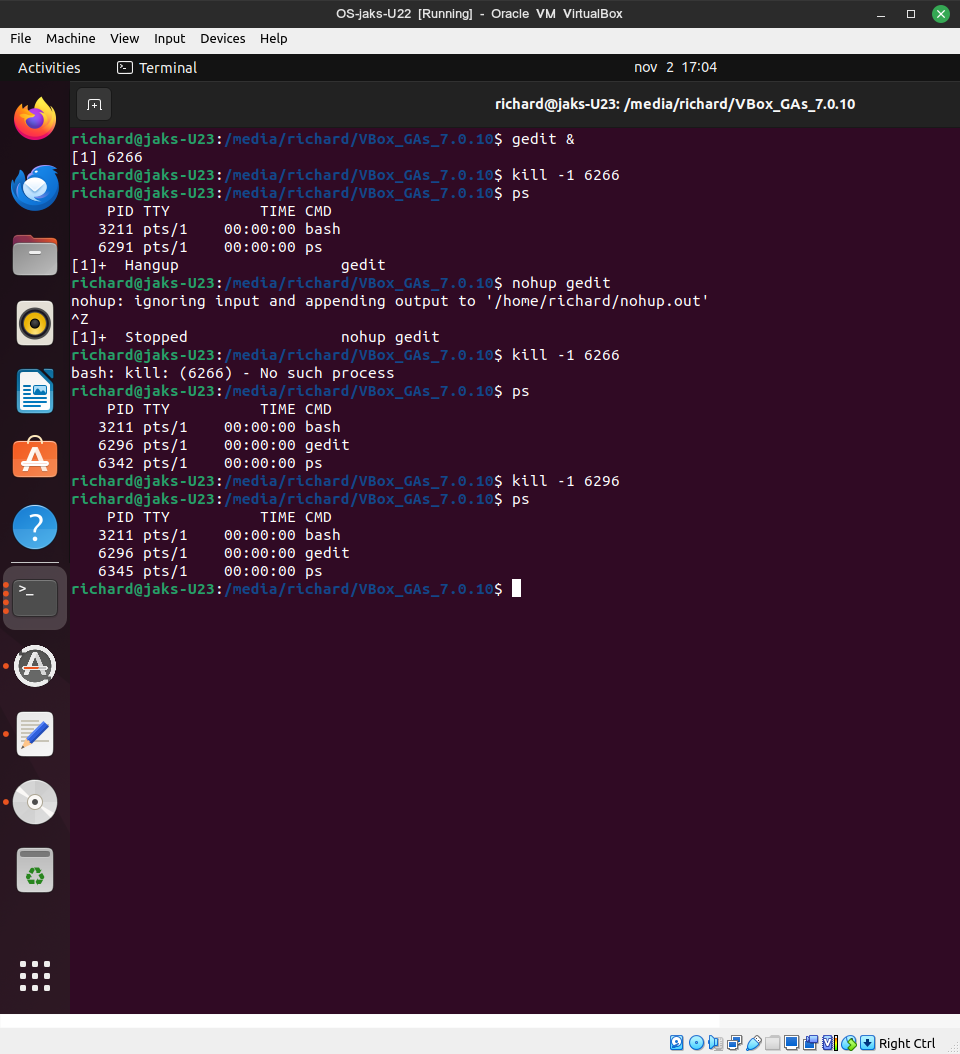 OS-jaks-U22 [Running] - Oracle VM VirtualBox
File Machine View Input Devices Help
Activities Terminal nov 2 17:04
richard@jaks-U23: /media/richard/VBox_GAs_7.0.10
richard@jaks-U23:/media/richard/VBox_GAs_7.0.10$ gedit &
[1] 6266
richard@jaks-U23:/media/richard/VBox_GAs_7.0.10$ kill -1 6266
richard@jaks-U23:/media/richard/VBox_GAs_7.0.10$ ps
    PID TTY          TIME CMD
   3211 pts/1    00:00:00 bash
   6291 pts/1    00:00:00 ps
[1]+  Hangup                  gedit
richard@jaks-U23:/media/richard/VBox_GAs_7.0.10$ nohup gedit
nohup: ignoring input and appending output to '/home/richard/nohup.out'
^Z
[1]+  Stopped                 nohup gedit
richard@jaks-U23:/media/richard/VBox_GAs_7.0.10$ kill -1 6266
bash: kill: (6266) - No such process
richard@jaks-U23:/media/richard/VBox_GAs_7.0.10$ ps
    PID TTY          TIME CMD
   3211 pts/1    00:00:00 bash
   6296 pts/1    00:00:00 gedit
   6342 pts/1    00:00:00 ps
richard@jaks-U23:/media/richard/VBox_GAs_7.0.10$ kill -1 6296
richard@jaks-U23:/media/richard/VBox_GAs_7.0.10$ ps
    PID TTY          TIME CMD
   3211 pts/1    00:00:00 bash
   6296 pts/1    00:00:00 gedit
   6345 pts/1    00:00:00 ps
richard@jaks-U23:/media/richard/VBox_GAs_7.0.10$
Right Ctrl